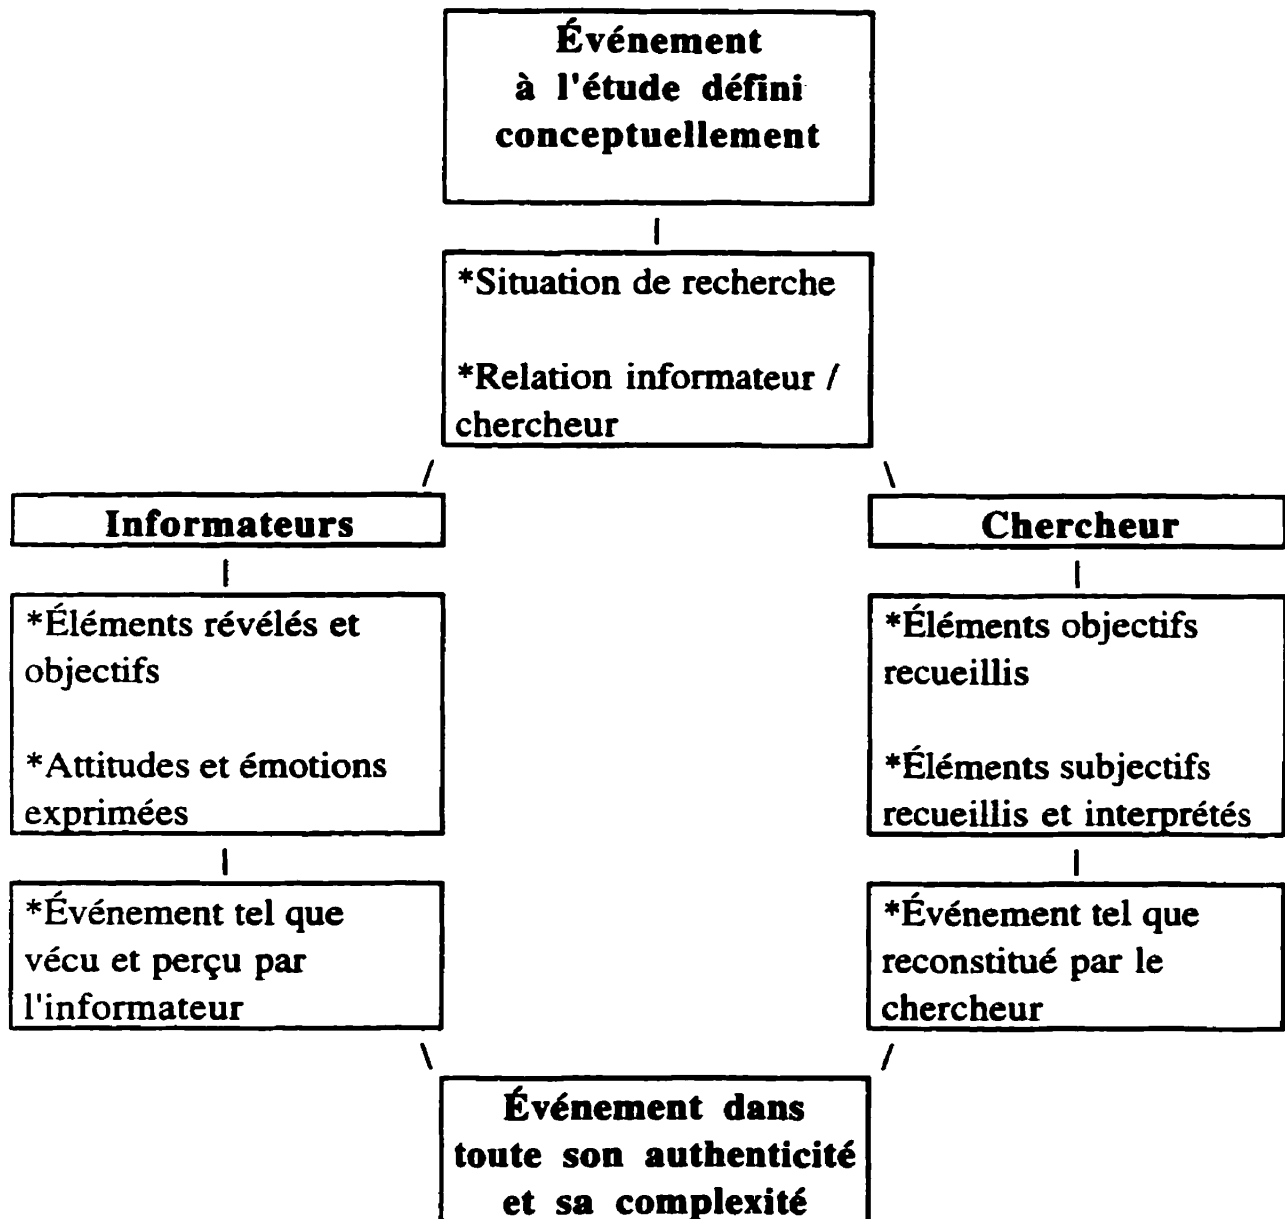 Événement
à l'étude défini
conceptuellement
*Situation de recherche
*Relation informateur /
chercheur
Informateurs
*Éléments révélés et
objectifs
*Attitudes et émotions
exprimées
*Événement tel que
vécu et perçu par
l'informateur
Chercheur
*Éléments objectifs
recueillis
*Éléments subjectifs
recueillis et interprétés
*Événement tel que
reconstitué par le
chercheur
Événement dans
toute son authenticité
et sa complexité